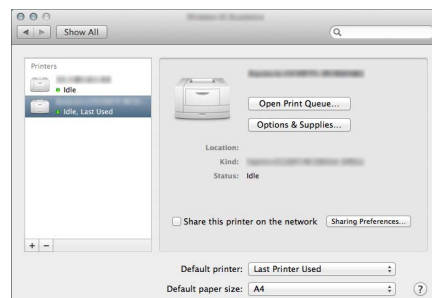 Show All
Printers
Idle
Idle, Last Used
Open Print Queue...
Options & Supplies...
Location:
Kind:
Status: Idle
Share this printer on the network Sharing Preferences...
+ −
Default printer: Last Printer Used
Default paper size: A4 ?